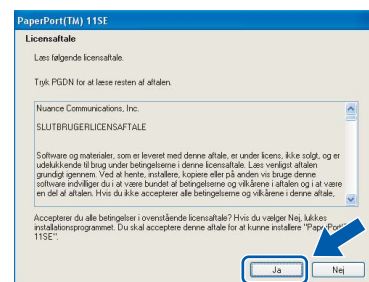 PaperPort(TM) 11SE
Licensaftale
Læs følgende licensaftale.
Tryk PGDN for at læse resten af aftalen.
Nuance Communications, Inc.
SLUTBRUGERLICENSAFTALE
Software og materialer, som er leveret med denne aftale, er under licens, ikke solgt, og er
udelukkende til brug under betingelserne i denne licensaftale. Læs venligst aftalen
grundigt igennem. Ved at hente, installere, kopiere eller på anden vis bruge denne
software indvilliger du i at være bundet af betingelserne og vilkårene i aftalen og i at være
en del af aftalen. Hvis du ikke accepterer alle betingelser og vilkårene i denne aftale,
Accepterer du alle betingelser i ovenstående licensaftale? Hvis du vælger Nej, lukkes
installationsprogrammet. Du skal acceptere denne aftale for at kunne installere "PaperPort
11SE".
Ja
Nej